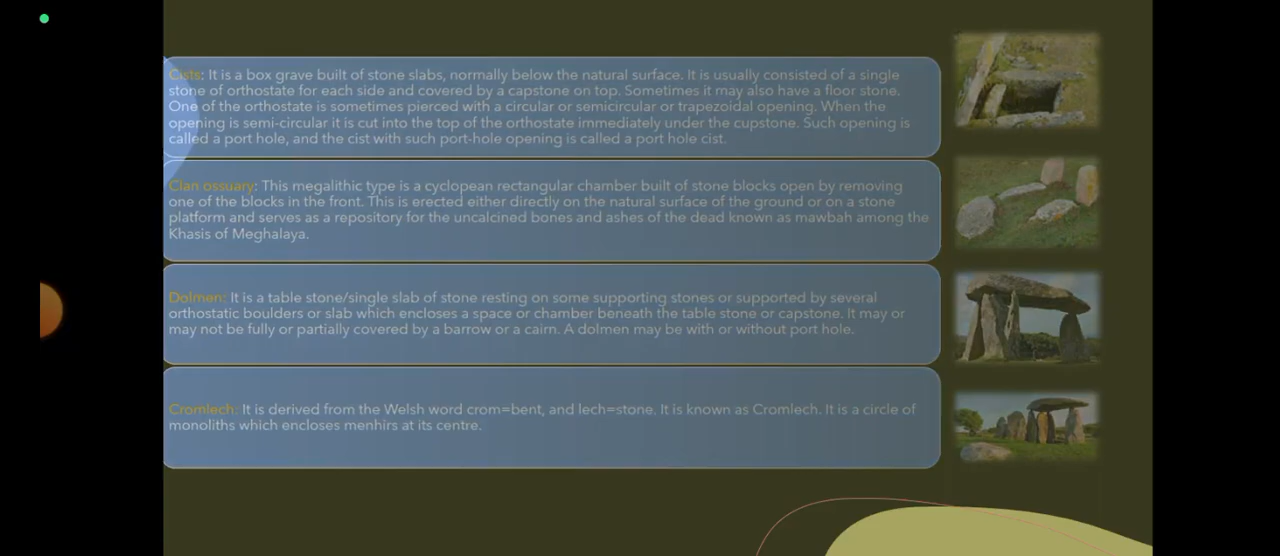 Cists: It is a box grave built of stone slabs, normally below the natural surface. It is usually consisted of a single
stone of orthostate for each side and covered by a capstone on top. Sometimes it may also have a floor stone.
One of the orthostate is sometimes pierced with a circular or semicircular or trapezoidal opening. When the
opening is semi-circular it is cut into the top of the orthostate immediately under the cupstone. Such opening is
called a port hole, and the cist with such port-hole opening is called a port hole cist.
Clan ossuary: This megalithic type is a cyclopean rectangular chamber built of stone blocks open by removing
one of the blocks in the front. This is erected either directly on the natural surface of the ground or on a stone
platform and serves as a repository for the uncalcined bones and ashes of the dead known as mawbah among the
Khasis of Meghalaya.
Dolmen: It is a table stone/single slab of stone resting on some supporting stones or supported by several
orthostatic boulders or slab which encloses a space or chamber beneath the table stone or capstone. It may or
may not be fully or partially covered by a barrow or a cairn. A dolmen may be with or without port hole.
Cromlech: It is derived from the Welsh word crom=bent, and lech=stone. It is known as Cromlech. It is a circle of
monoliths which encloses menhirs at its centre.